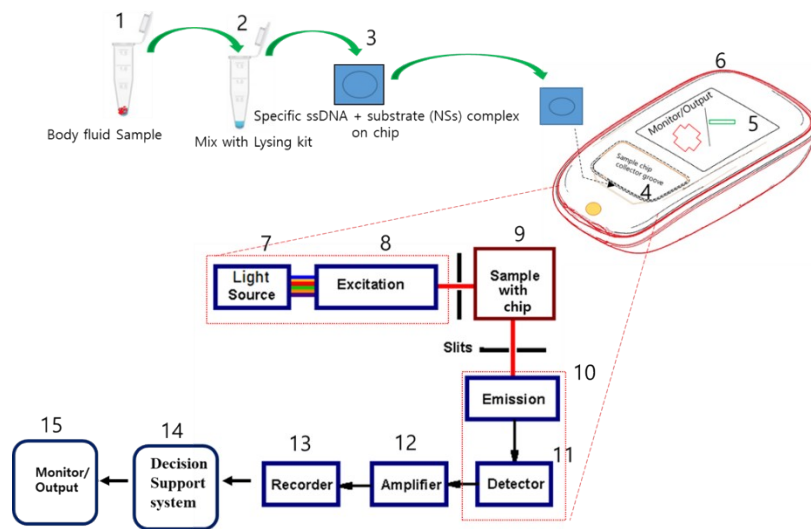 1
2
3
6
Body fluid Sample
Mix with Lysing kit
Specific ssDNA + substrate (NSs) complex
on chip
Monitor/Output
5
Sample chip
collector groove
4
7
8
9
Light
Source
Excitation
Sample
with
chip
Slits
10
Emission
15
14
13
12
11
Monitor/
Output
Decision
Support
system
Recorder
Amplifier
Detector